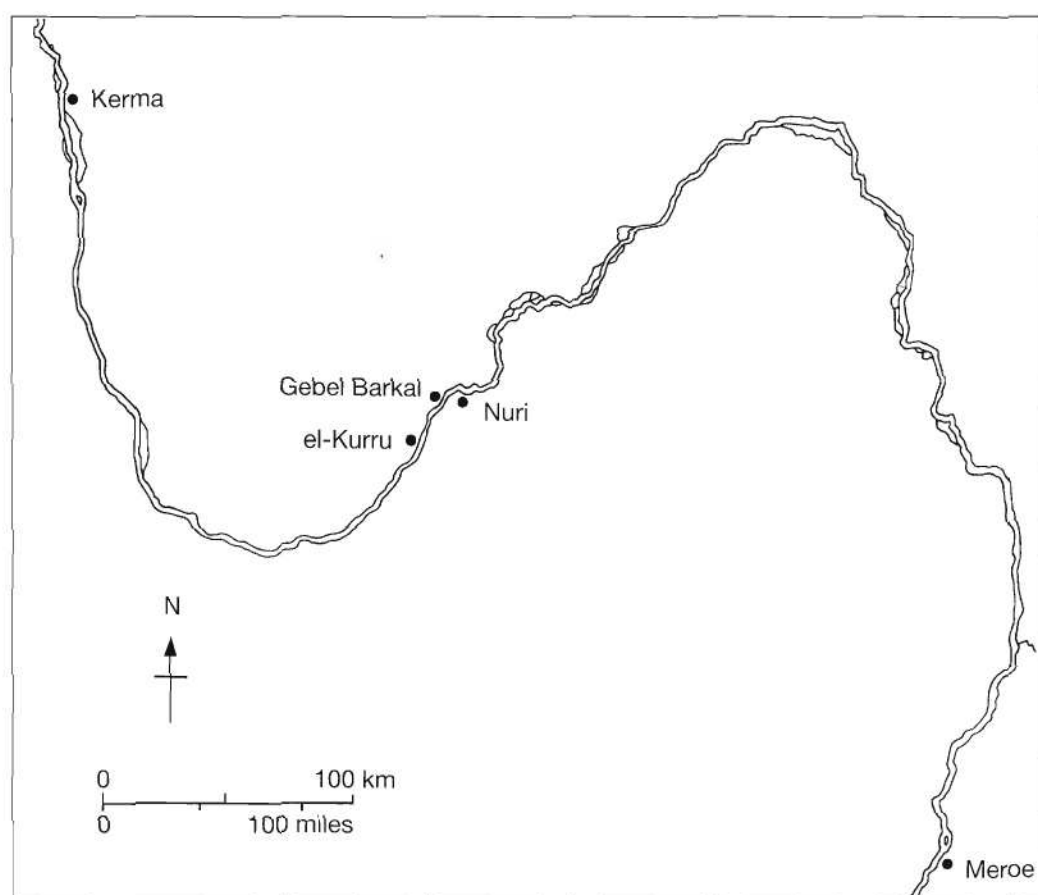 Kerma
Gebel Barkal
Nuri
el-Kurru
N
0 100 km
0 100 miles
Meroe